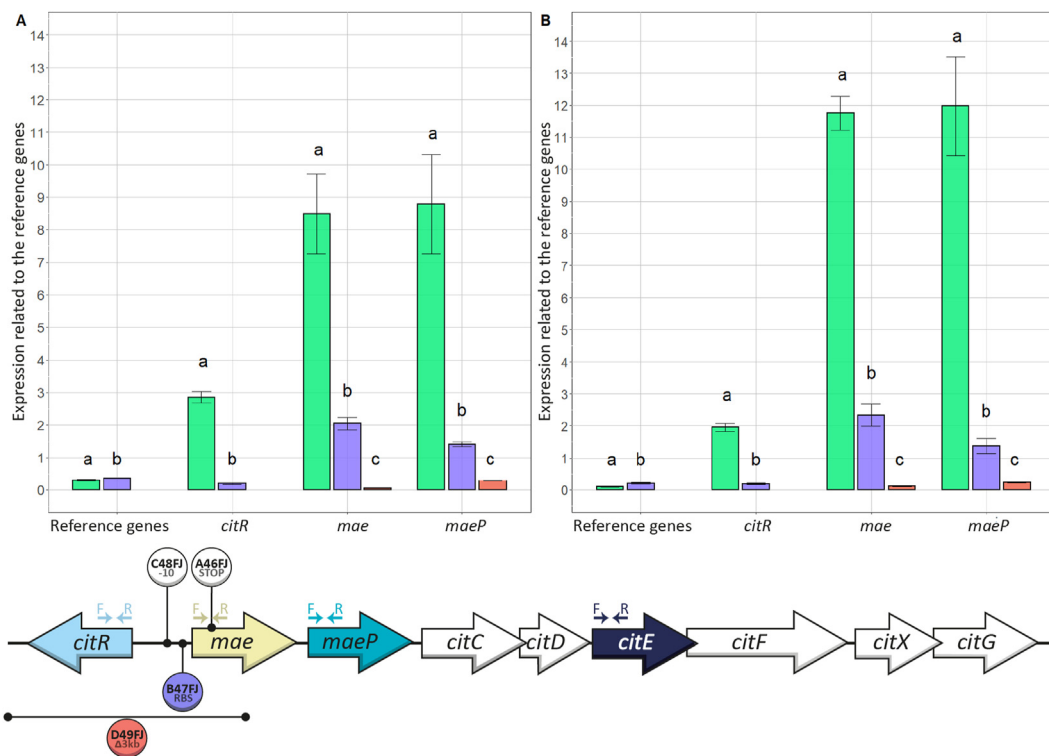 A
Expression related to the reference genes
14
13
12
11
10
9
8
7
6
5
4
3
2
1
0
a b
a b
a b c
a b c
Reference genes citR mae maeP
B
Expression related to the reference genes
14
13
12
11
10
9
8
7
6
5
4
3
2
1
0
a b
a b
a b c
a b c
Reference genes citR mae maeP
C48FJ
-10
A46FJ
STOP
F R F R F R F R
citR mae maeP citC citD citE citF citX citG
B47FJ
RBS
D49FJ
Δ3kb